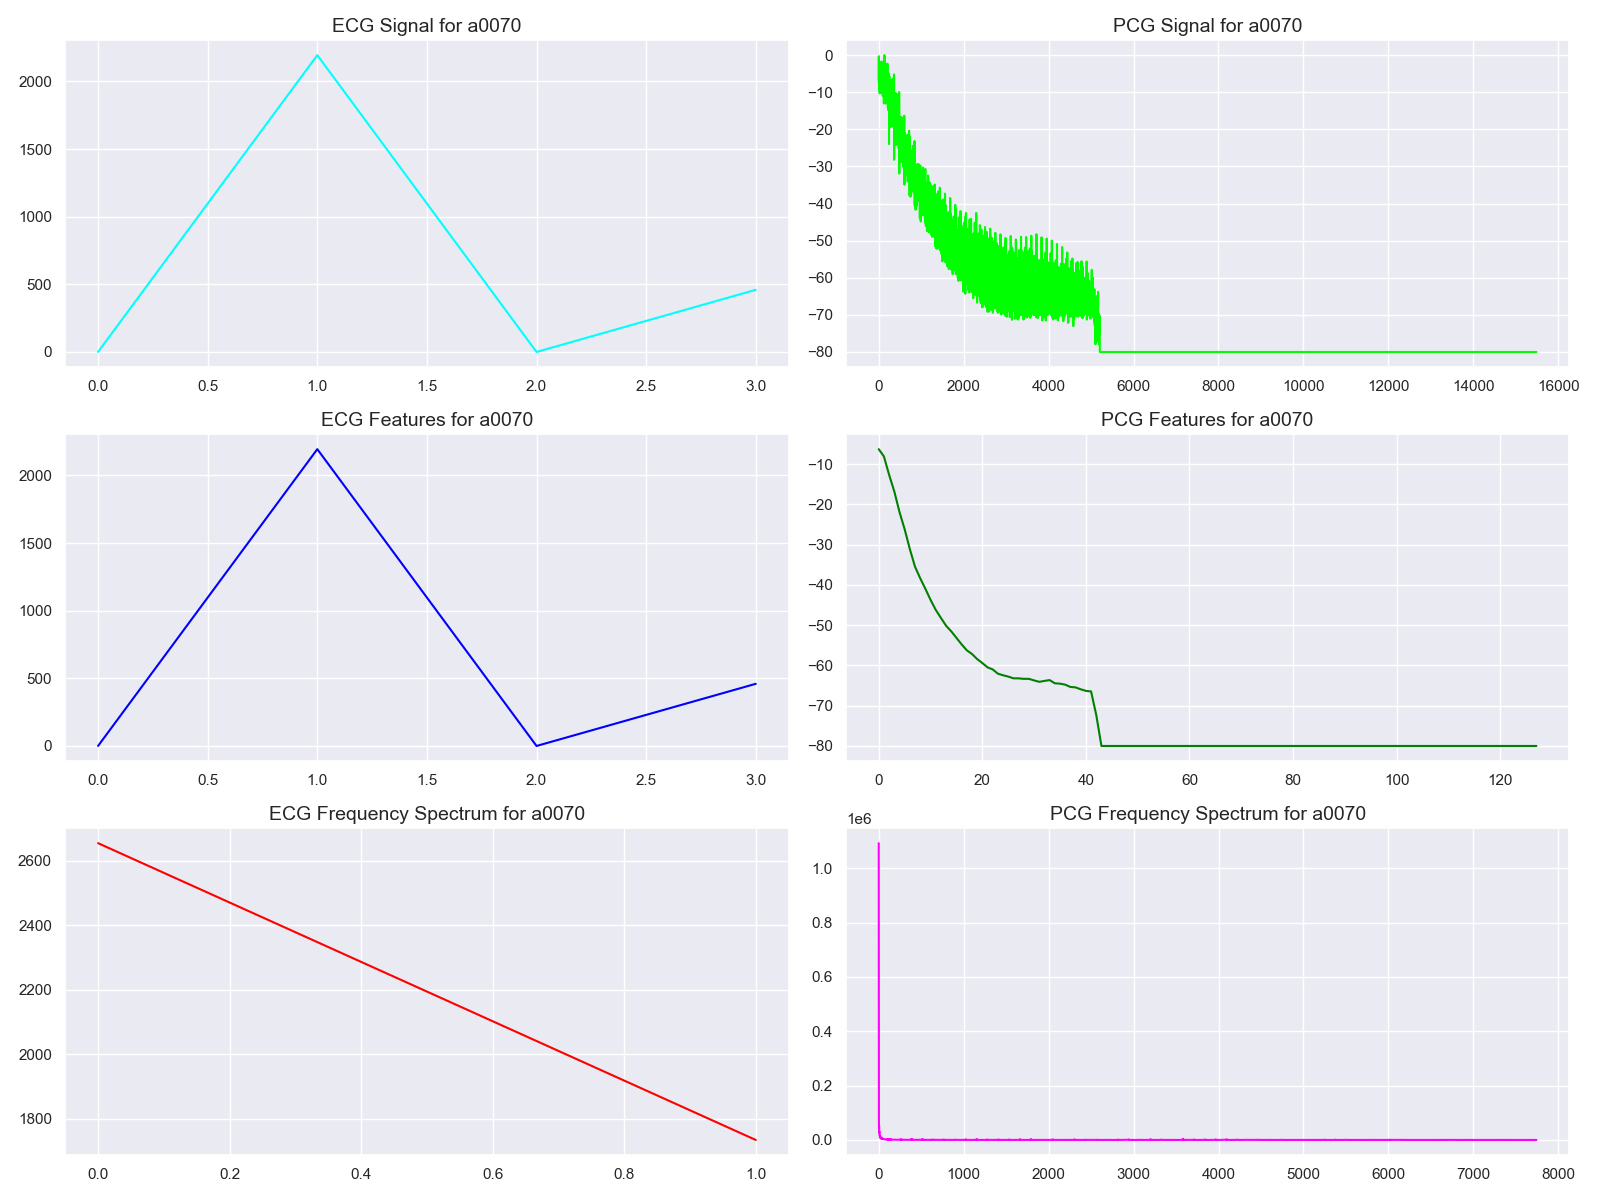 ECG Signal for a0070
2000
1500
1000
500
0
0.0 0.5 1.0 1.5 2.0 2.5 3.0
PCG Signal for a0070
0
−10
−20
−30
−40
−50
−60
−70
−80
0 2000 4000 6000 8000 10000 12000 14000 16000
ECG Features for a0070
2000
1500
1000
500
0
0.0 0.5 1.0 1.5 2.0 2.5 3.0
PCG Features for a0070
−10
−20
−30
−40
−50
−60
−70
−80
0 20 40 60 80 100 120
ECG Frequency Spectrum for a0070
2600
2400
2200
2000
1800
0.0 0.2 0.4 0.6 0.8 1.0
PCG Frequency Spectrum for a0070
1e6
1.0
0.8
0.6
0.4
0.2
0.0
0 1000 2000 3000 4000 5000 6000 7000 8000